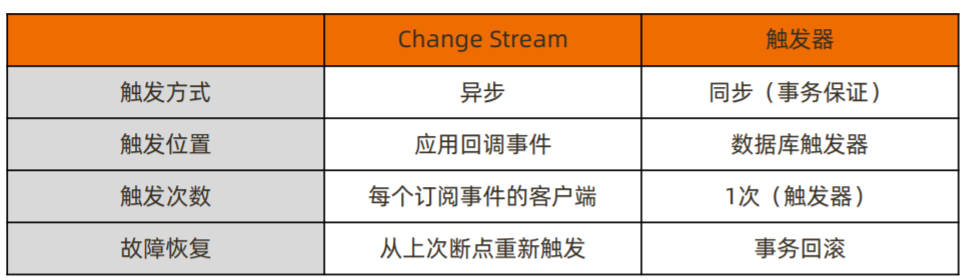 Change Stream 触发器
触发方式 异步 同步（事务保证）
触发位置 应用回调事件 数据库触发器
触发次数 每个订阅事件的客户端 1次（触发器）
故障恢复 从上次断点重新触发 事务回滚